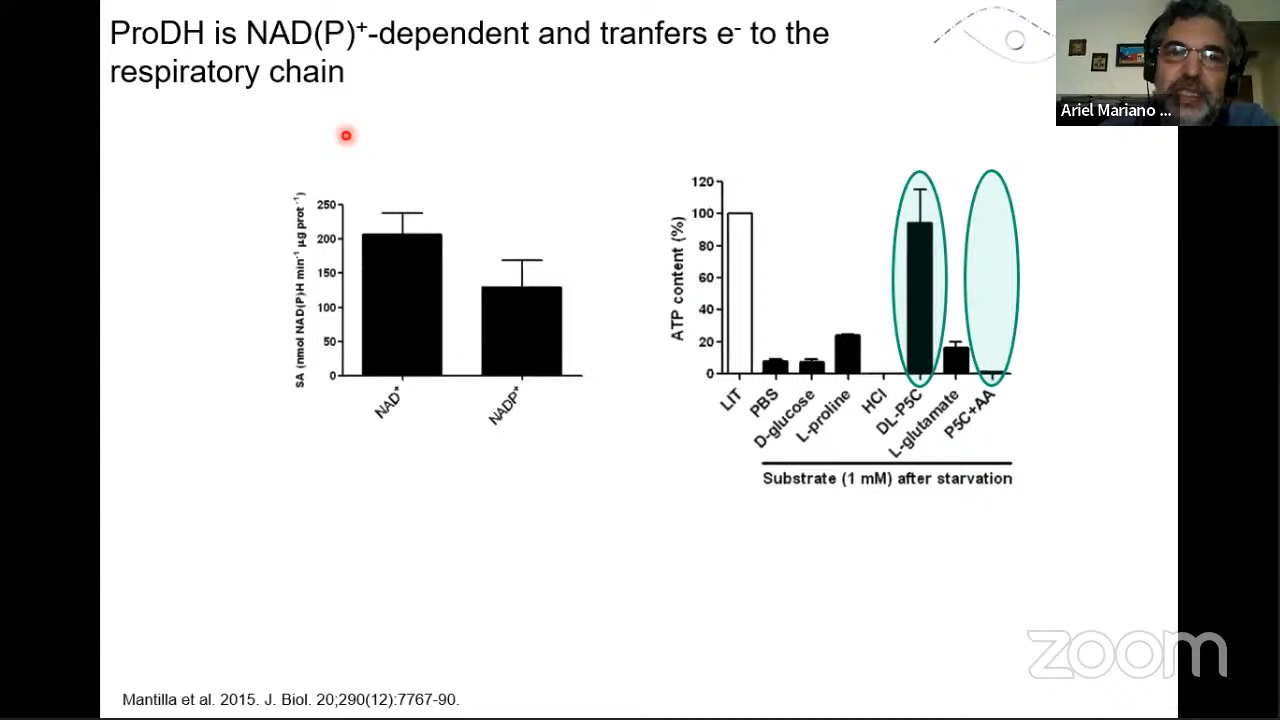 ProDH is NAD(P)⁺-dependent and tranfers e⁻ to the
respiratory chain
Ariel Mariano ...
SA (nmol NAD(P)H min⁻¹ µg prot⁻¹)
250
200
150
100
50
0
NAD⁺
NADP⁺
ATP content (%)
120
100
80
60
40
20
0
LIT
PBS
D-glucose
L-proline
HCl
DL-P5C
L-glutamate
P5C+AA
Substrate (1 mM) after starvation
zoom
Mantilla et al. 2015. J. Biol. 20;290(12):7767-90.